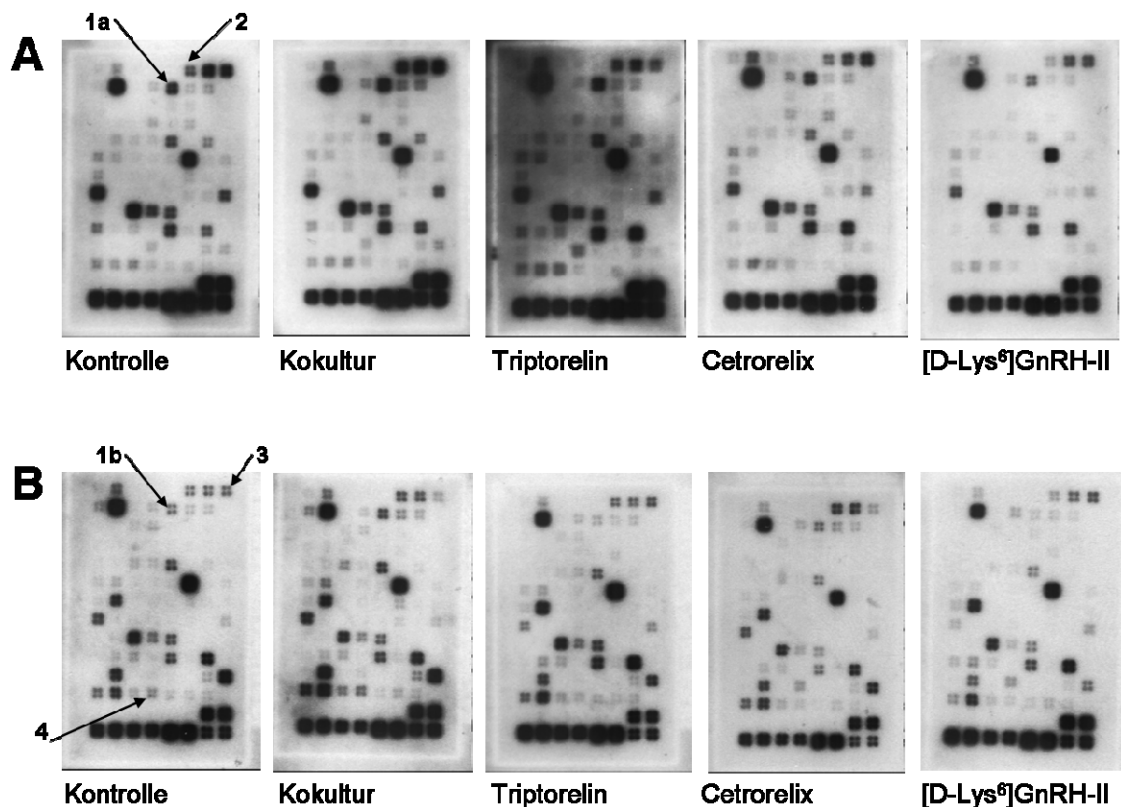 1a 2
A
Kontrolle Kokultur Triptorelin Cetrorelix [D-Lys⁶]GnRH-II
1b 3
B
4
Kontrolle Kokultur Triptorelin Cetrorelix [D-Lys⁶]GnRH-II